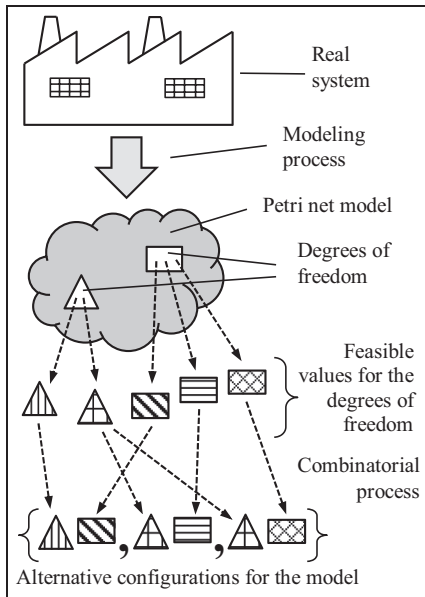 Real
system
Modeling
process
Petri net model
Degrees of
freedom
Feasible
values for the
degrees of
freedom
Combinatorial
process
Alternative configurations for the model